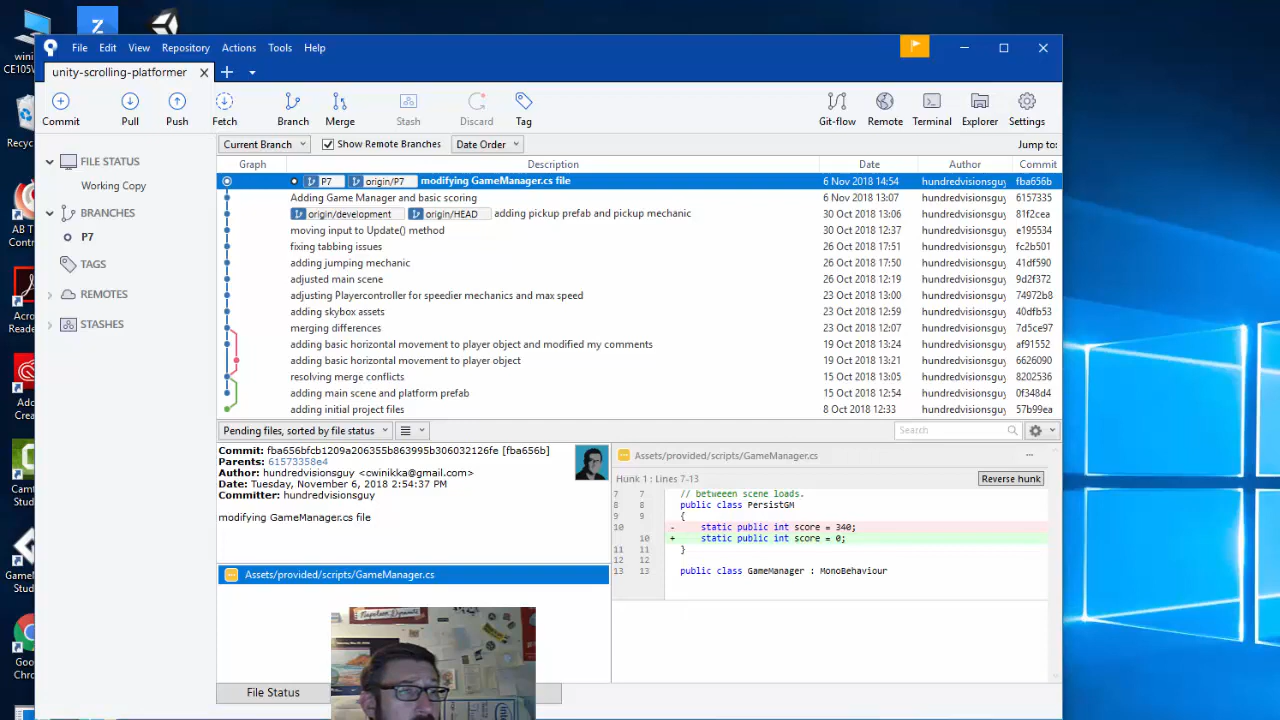 wini
CE105W
File Edit View Repository Actions Tools Help
unity-scrolling-platformer
Commit Pull Push Fetch Branch Merge Stash Discard Tag Git-flow Remote Terminal Explorer Settings
Recyc
Current Branch Show Remote Branches Date Order Jump to:
FILE STATUS
Working Copy
BRANCHES
P7
TAGS
REMOTES
STASHES
Graph Description Date Author Commit
P7 origin/P7 modifying GameManager.cs file 6 Nov 2018 14:54 hundredvisionsguy fba656b
Adding Game Manager and basic scoring 6 Nov 2018 13:07 hundredvisionsguy 6157335
origin/development origin/HEAD adding pickup prefab and pickup mechanic 30 Oct 2018 13:06 hundredvisionsguy 81f2cea
moving input to Update() method 30 Oct 2018 12:37 hundredvisionsguy e195534
fixing tabbing issues 26 Oct 2018 17:51 hundredvisionsguy fc2b501
adding jumping mechanic 26 Oct 2018 17:50 hundredvisionsguy 41df590
adjusted main scene 26 Oct 2018 12:19 hundredvisionsguy 9d2f372
adjusting Playercontroller for speedier mechanics and max speed 23 Oct 2018 13:00 hundredvisionsguy 74972b8
adding skybox assets 23 Oct 2018 12:59 hundredvisionsguy 40dfb53
merging differences 23 Oct 2018 12:07 hundredvisionsguy 7d5ce97
adding basic horizontal movement to player object and modified my comments 19 Oct 2018 13:24 hundredvisionsguy af91552
adding basic horizontal movement to player object 19 Oct 2018 13:21 hundredvisionsguy 6626090
resolving merge conflicts 15 Oct 2018 13:05 hundredvisionsguy 8202536
adding main scene and platform prefab 15 Oct 2018 12:54 hundredvisionsguy 0f348d4
adding initial project files 8 Oct 2018 12:33 hundredvisionsguy 57b99ea
AB T
Contr
Acro
Reade
Ado
Crea
Camt
Stud
GameM
Stud
Goo
Chro
Pending files, sorted by file status Search
Commit: fba656bfcb1209a206355b863995b306032126fe [fba656b]
Parents: 61573358e4
Author: hundredvisionsguy <cwinikka@gmail.com>
Date: Tuesday, November 6, 2018 2:54:37 PM
Committer: hundredvisionsguy
modifying GameManager.cs file
Assets/provided/scripts/GameManager.cs
File Status
Assets/provided/scripts/GameManager.cs ...
Hunk 1 : Lines 7-13 Reverse hunk
7 7 // betweeen scene loads.
8 8 public class PersistGM
9 9 {
10 - static public int score = 340;
10 + static public int score = 0;
11 11 }
12 12
13 13 public class GameManager : MonoBehaviour